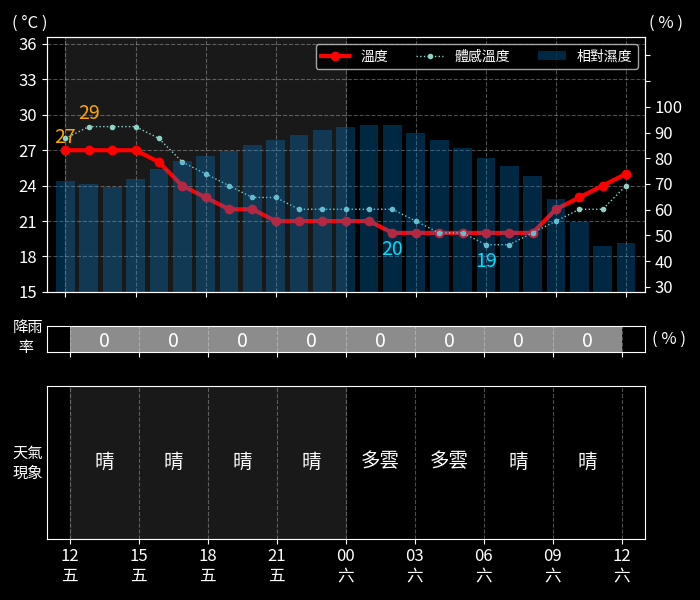 ( °C ) ( % )
溫度 體感溫度 相對濕度
36
33
30
27
24
21
18
15
100
90
80
70
60
50
40
30
27
29
20
19
降雨率
0 0 0 0 0 0 0 0
( % )
天氣
現象
晴 晴 晴 晴 多雲 多雲 晴 晴
12 15 18 21 00 03 06 09 12
五 五 五 五 六 六 六 六 六